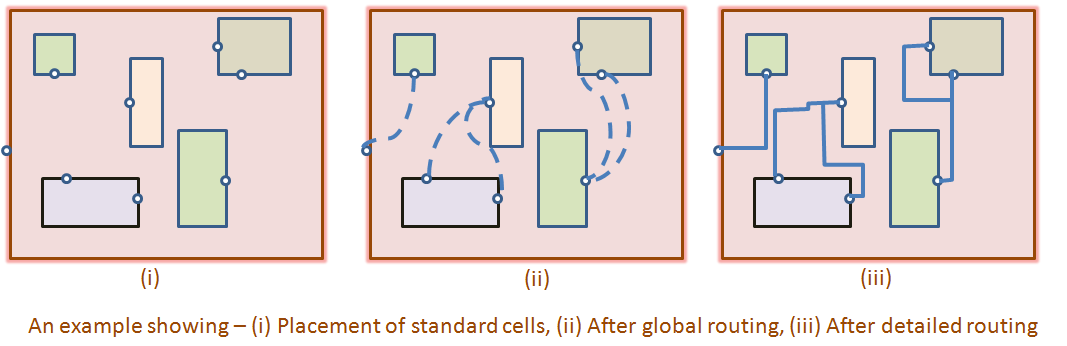 (i)
(ii)
(iii)
An example showing – (i) Placement of standard cells, (ii) After global routing, (iii) After detailed routing